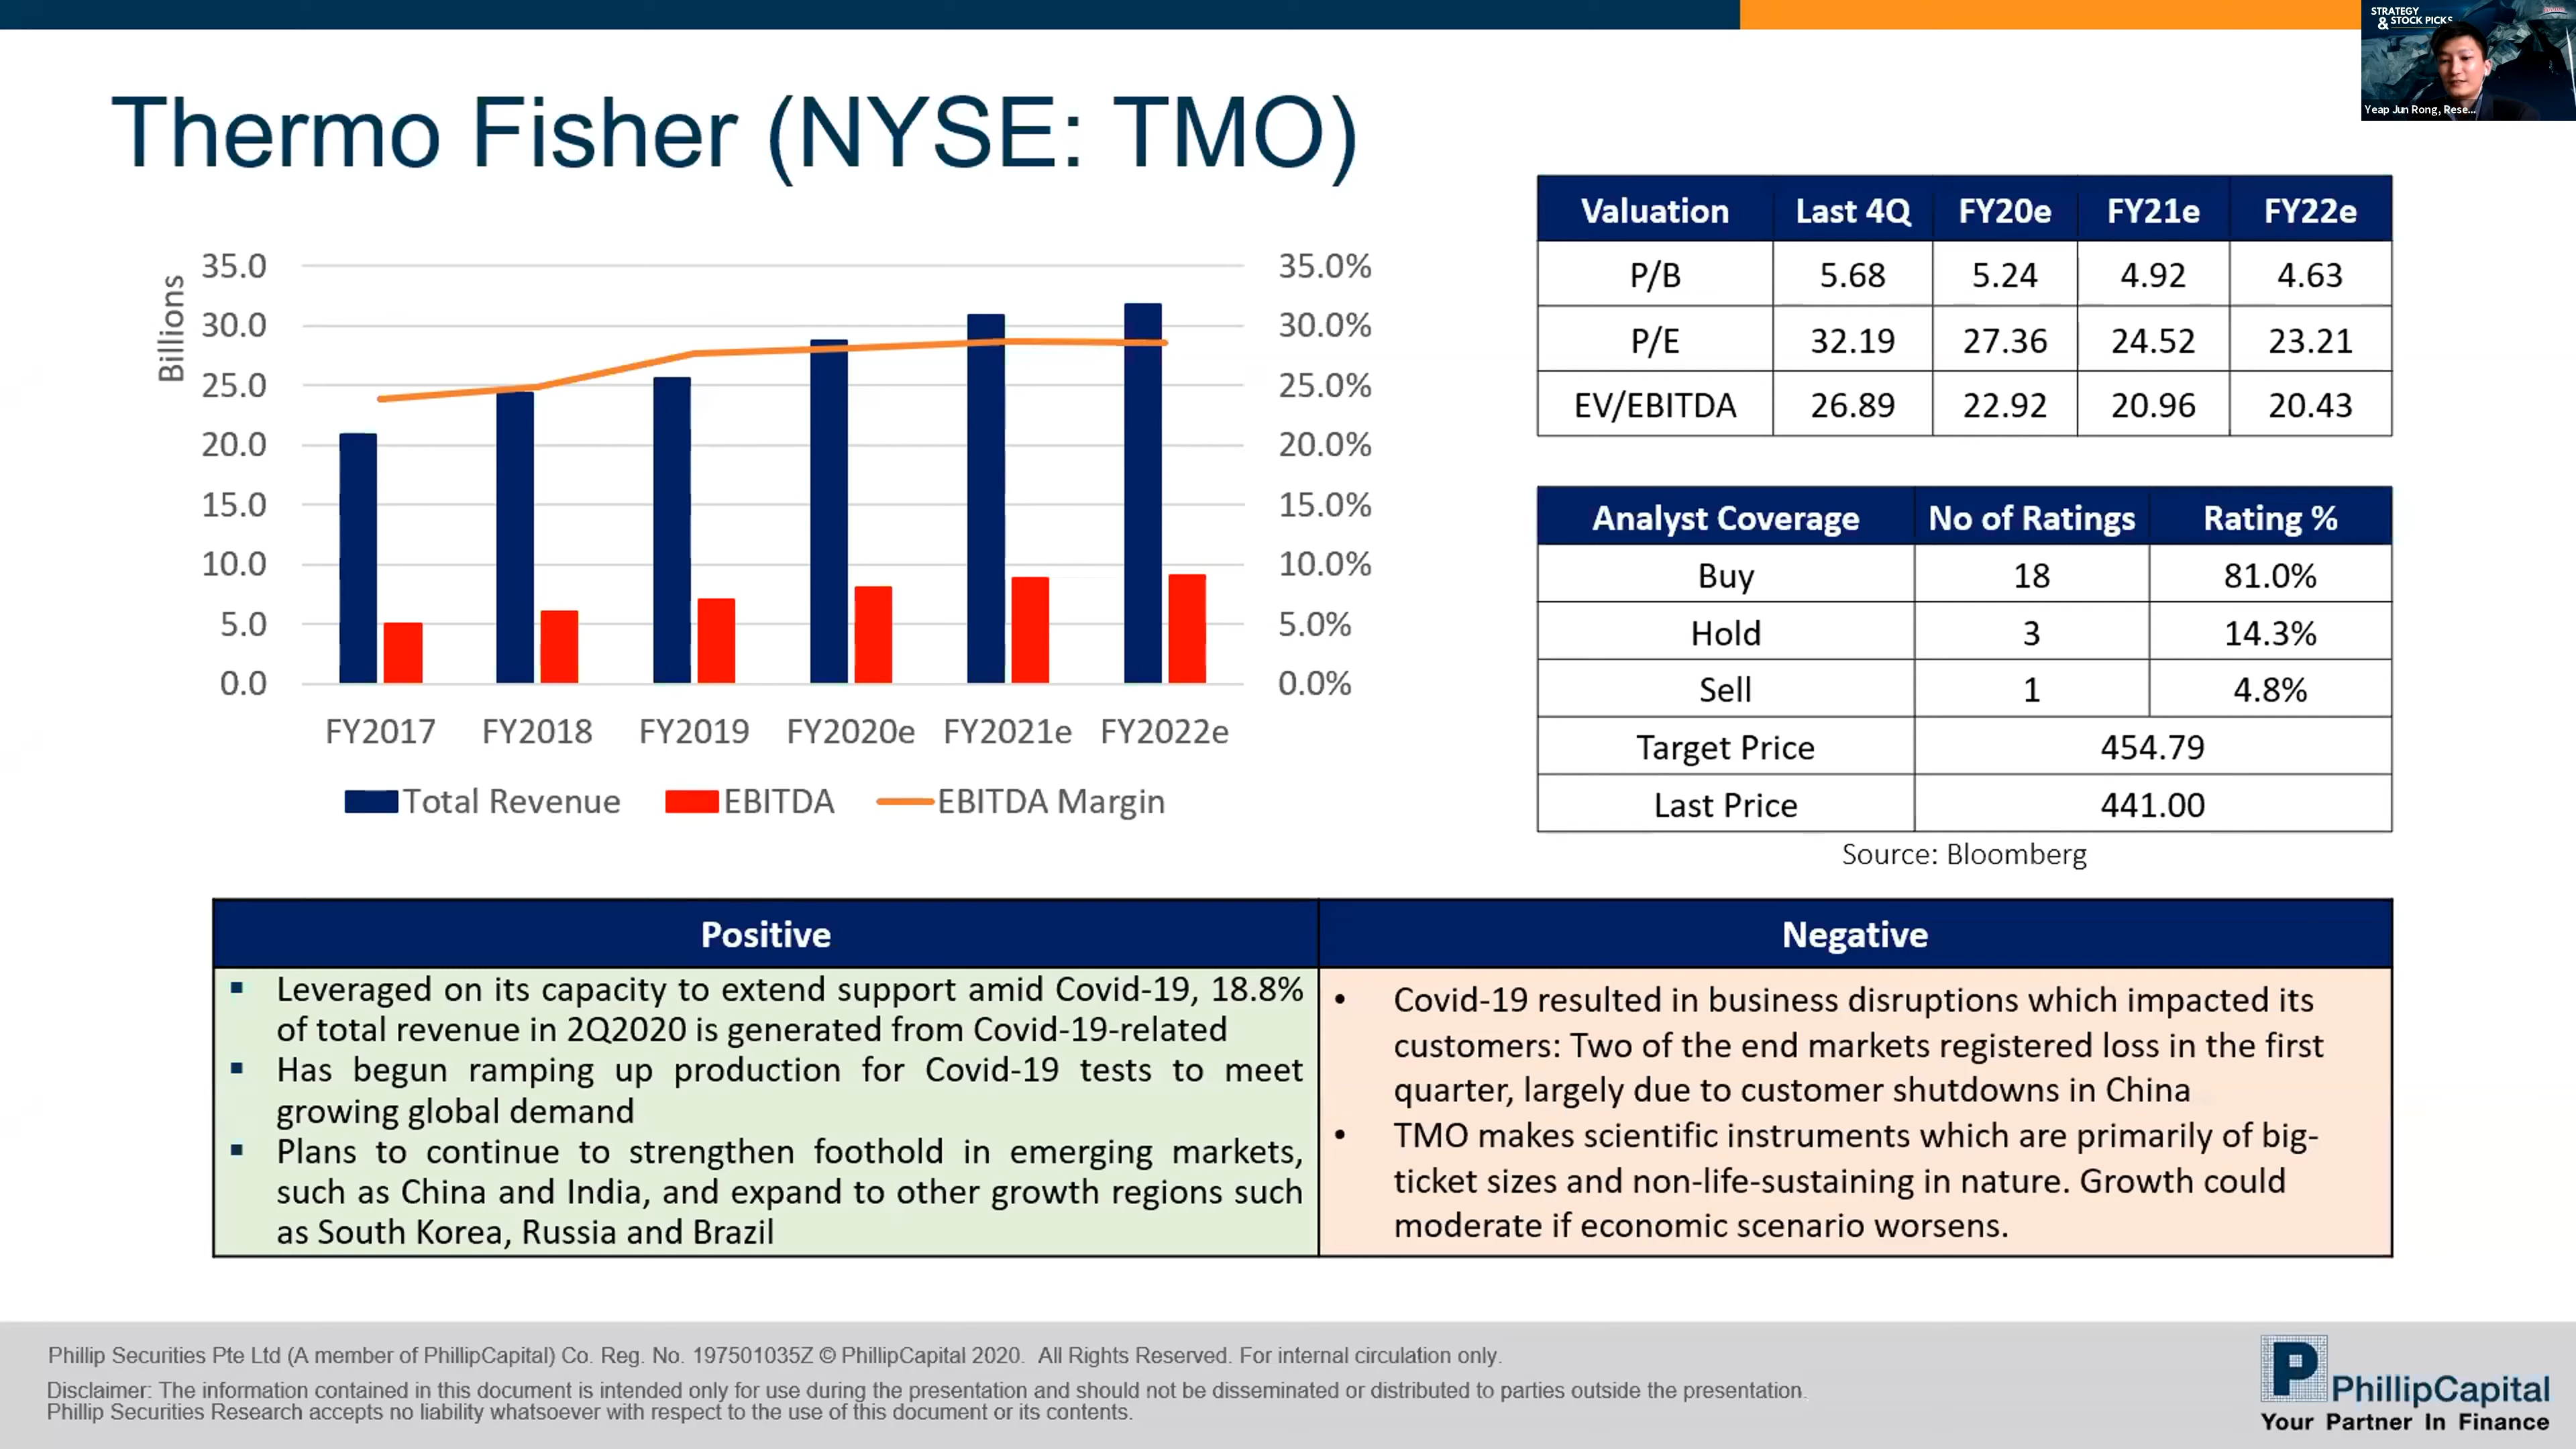 STRATEGY
& STOCK PICKS
Yeap Jun Rong, Rese...
Thermo Fisher (NYSE: TMO)
Billions
35.0
30.0
25.0
20.0
15.0
10.0
5.0
0.0
35.0%
30.0%
25.0%
20.0%
15.0%
10.0%
5.0%
0.0%
FY2017 FY2018 FY2019 FY2020e FY2021e FY2022e
Total Revenue EBITDA EBITDA Margin
Valuation Last 4Q FY20e FY21e FY22e
P/B 5.68 5.24 4.92 4.63
P/E 32.19 27.36 24.52 23.21
EV/EBITDA 26.89 22.92 20.96 20.43
Analyst Coverage No of Ratings Rating %
Buy 18 81.0%
Hold 3 14.3%
Sell 1 4.8%
Target Price 454.79
Last Price 441.00
Source: Bloomberg
Positive
▪ Leveraged on its capacity to extend support amid Covid-19, 18.8%
of total revenue in 2Q2020 is generated from Covid-19-related
▪ Has begun ramping up production for Covid-19 tests to meet
growing global demand
▪ Plans to continue to strengthen foothold in emerging markets,
such as China and India, and expand to other growth regions such
as South Korea, Russia and Brazil
Negative
• Covid-19 resulted in business disruptions which impacted its
customers: Two of the end markets registered loss in the first
quarter, largely due to customer shutdowns in China
• TMO makes scientific instruments which are primarily of big-
ticket sizes and non-life-sustaining in nature. Growth could
moderate if economic scenario worsens.
Phillip Securities Pte Ltd (A member of PhillipCapital) Co. Reg. No. 197501035Z © PhillipCapital 2020. All Rights Reserved. For internal circulation only.
Disclaimer: The information contained in this document is intended only for use during the presentation and should not be disseminated or distributed to parties outside the presentation.
Phillip Securities Research accepts no liability whatsoever with respect to the use of this document or its contents.
P
PhillipCapital
Your Partner In Finance